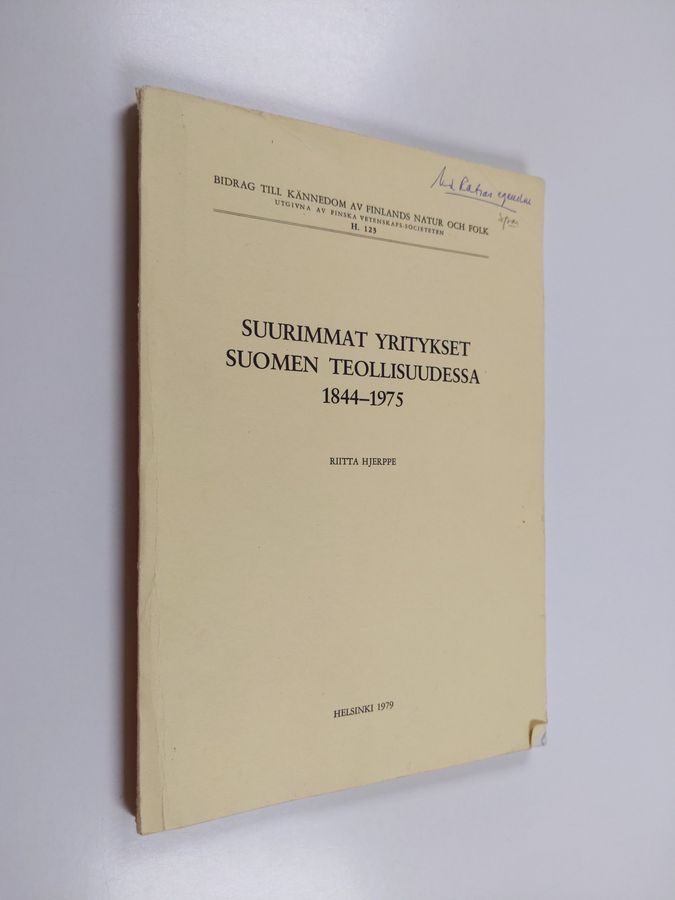 BIDRAG TILL KÄNNEDOM AV FINLANDS NATUR OCH FOLK
UTGIVNA AV FINSKA VETENSKAPS-SOCIETETEN
H. 123
SUURIMMAT YRITYKSET
SUOMEN TEOLLISUUDESSA
1844–1975
RIITTA HJERPPE
HELSINKI 1979